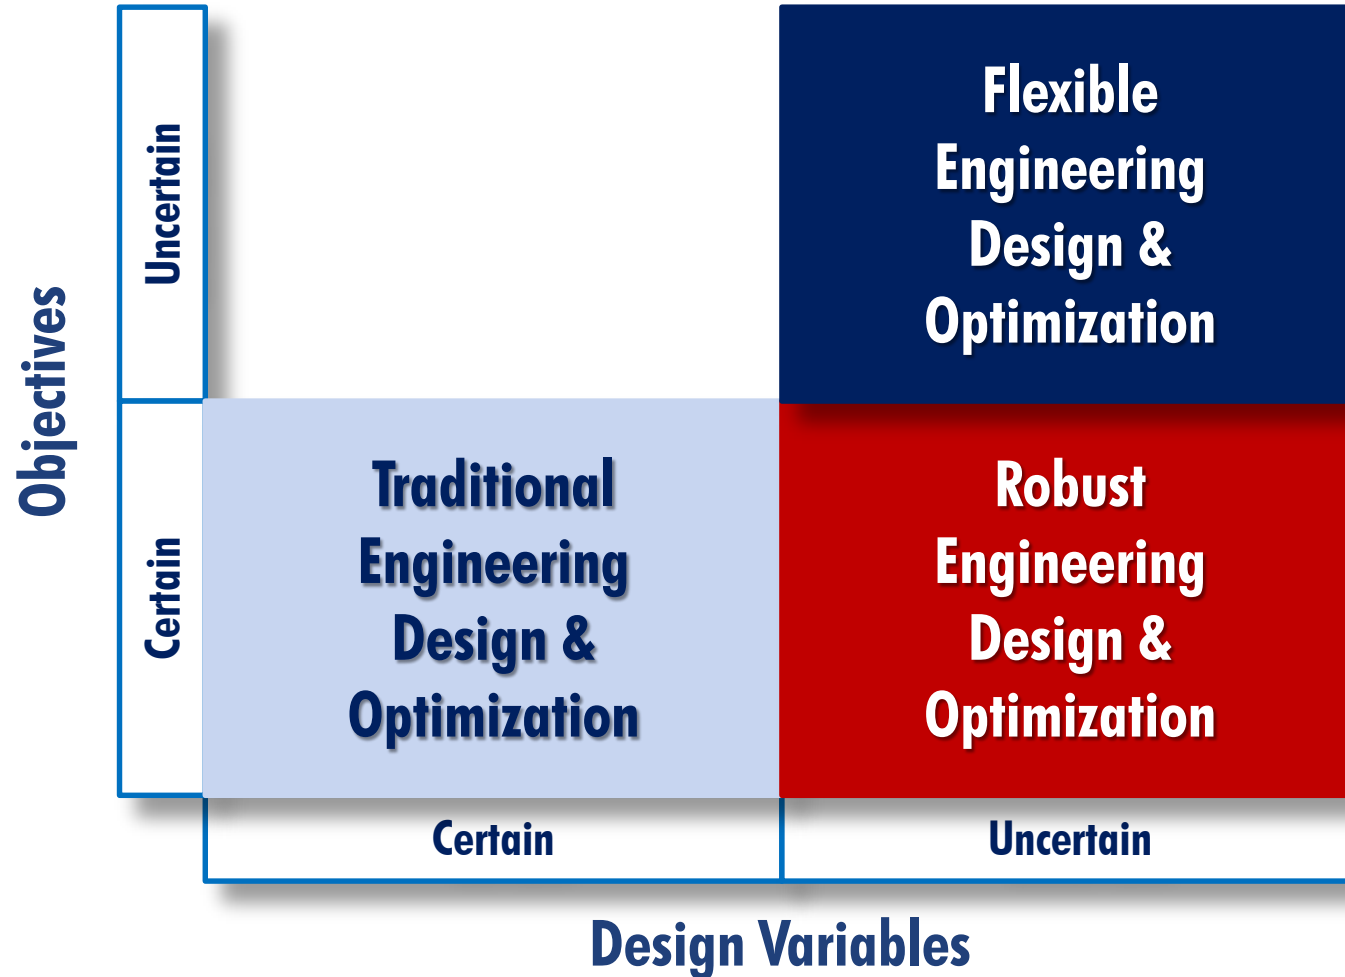 Objectives
Uncertain
Certain
Flexible
Engineering
Design &
Optimization
Traditional
Engineering
Design &
Optimization
Robust
Engineering
Design &
Optimization
Certain
Uncertain
Design Variables